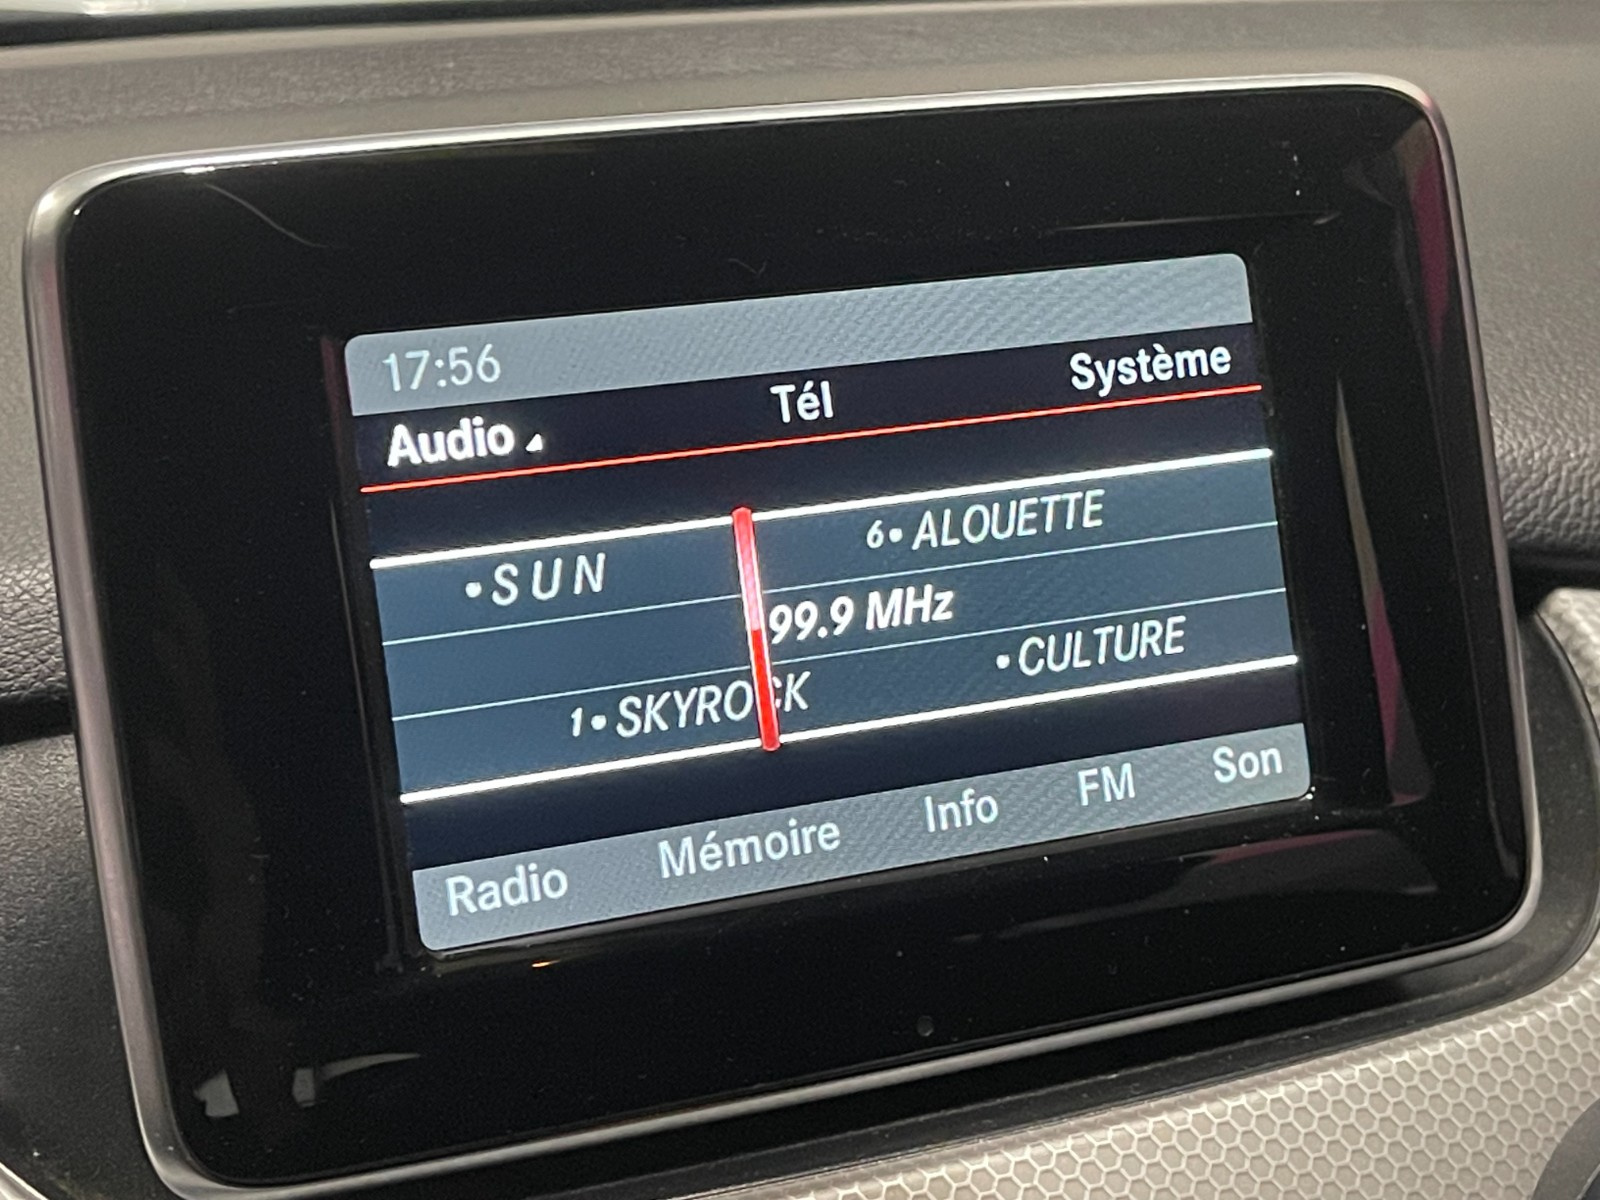 17:56
Audio Tél Système
•SUN 6•ALOUETTE
99.9 MHz
1•SKYROCK •CULTURE
Radio Mémoire Info FM Son